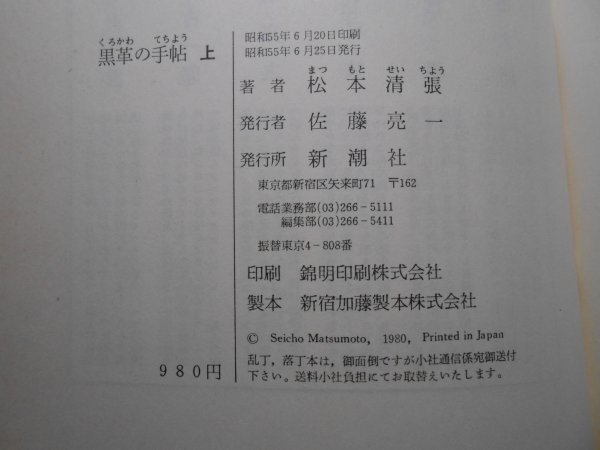 くろかわ てちよう
黒革の手帖 上
昭和55年6月20日印刷
昭和55年6月25日発行
まつ もと せい ちよう
著者 松本清張
発行者 佐藤亮一
発行所 新潮社
東京都新宿区矢来町71 〒162
電話業務部(03)266-5111
編集部(03)266-5411
振替東京4-808番
印刷 錦明印刷株式会社
製本 新宿加藤製本株式会社
© Seicho Matsumoto, 1980, Printed in Japan
乱丁，落丁本は，御面倒ですが小社通信係宛御送付
下さい。送料小社負担にてお取替えいたします。
980円